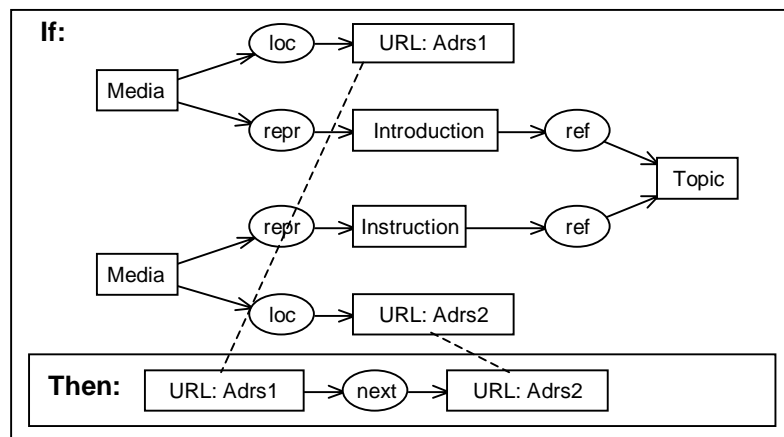 If:
loc
URL: Adrs1
Media
repr
Introduction
ref
Topic
repr
Instruction
ref
Media
loc
URL: Adrs2
Then:
URL: Adrs1
next
URL: Adrs2